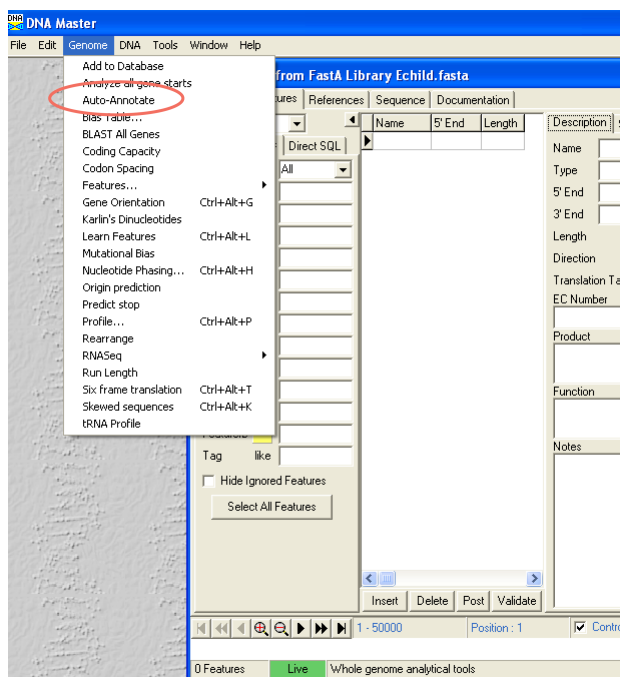 DNA Master
File Edit Genome DNA Tools Window Help
Add to Database
Analyze all gene starts
Auto-Annotate
Bias Table...
BLAST All Genes
Coding Capacity
Codon Spacing
Features...
Gene Orientation Ctrl+Alt+G
Karlin's Dinucleotides
Learn Features Ctrl+Alt+L
Mutational Bias
Nucleotide Phasing... Ctrl+Alt+H
Origin prediction
Predict stop
Profile... Ctrl+Alt+P
Rearrange
RNASeq
Run Length
Six frame translation Ctrl+Alt+T
Skewed sequences Ctrl+Alt+K
tRNA Profile
from FastA Library Echild.fasta
ures References Sequence Documentation
Direct SQL
All
Tag like
Hide Ignored Features
Select All Features
Name 5' End Length
Insert Delete Post Validate
Description
Name
Type
5' End
3' End
Length
Direction
Translation Ta
EC Number
Product
Function
Notes
1 - 50000 Position : 1 Contro
0 Features Live Whole genome analytical tools